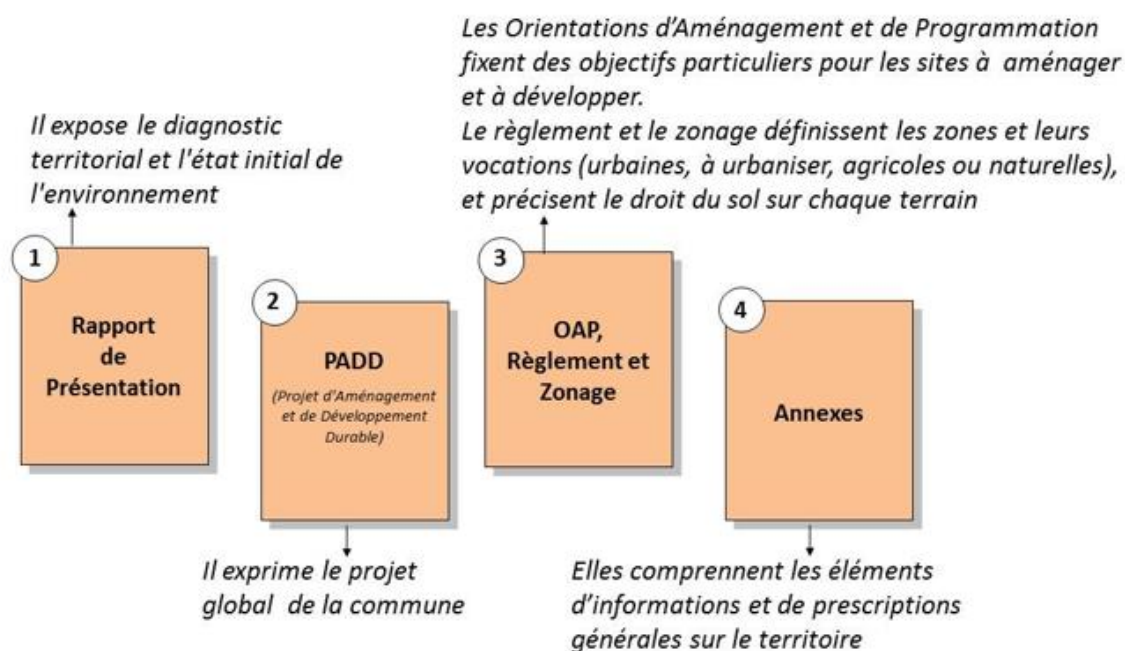 Les Orientations d'Aménagement et de Programmation
fixent des objectifs particuliers pour les sites à aménager
et à développer.
Le règlement et le zonage définissent les zones et leurs
vocations (urbaines, à urbaniser, agricoles ou naturelles),
et précisent le droit du sol sur chaque terrain
Il expose le diagnostic
territorial et l'état initial de
l'environnement
1
Rapport
de
Présentation
2
PADD
(Projet d'Aménagement
et de Développement
Durable)
3
OAP,
Règlement et
Zonage
4
Annexes
Il exprime le projet
global de la commune
Elles comprennent les éléments
d'informations et de prescriptions
générales sur le territoire